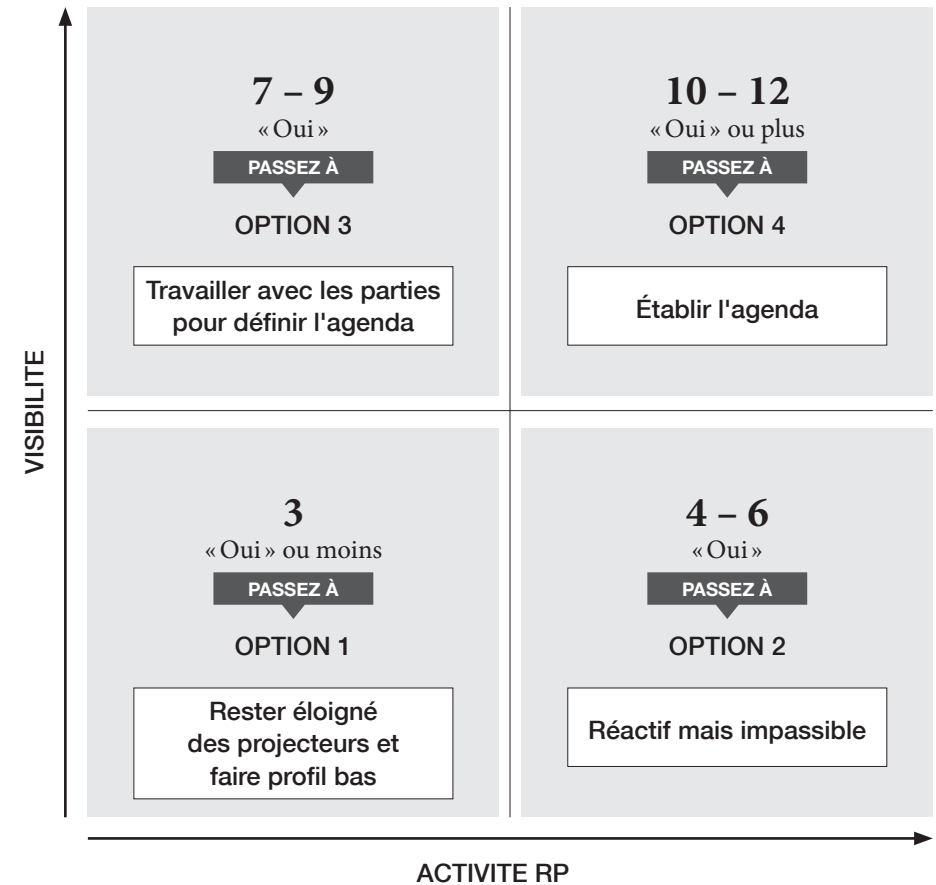 7 – 9
« Oui »
PASSEZ À
OPTION 3
Travailler avec les parties
pour définir l'agenda
10 – 12
« Oui » ou plus
PASSEZ À
OPTION 4
Établir l'agenda
VISIBILITE
3
« Oui » ou moins
PASSEZ À
OPTION 1
Rester éloigné
des projecteurs et
faire profil bas
4 – 6
« Oui »
PASSEZ À
OPTION 2
Réactif mais impassible
ACTIVITE RP